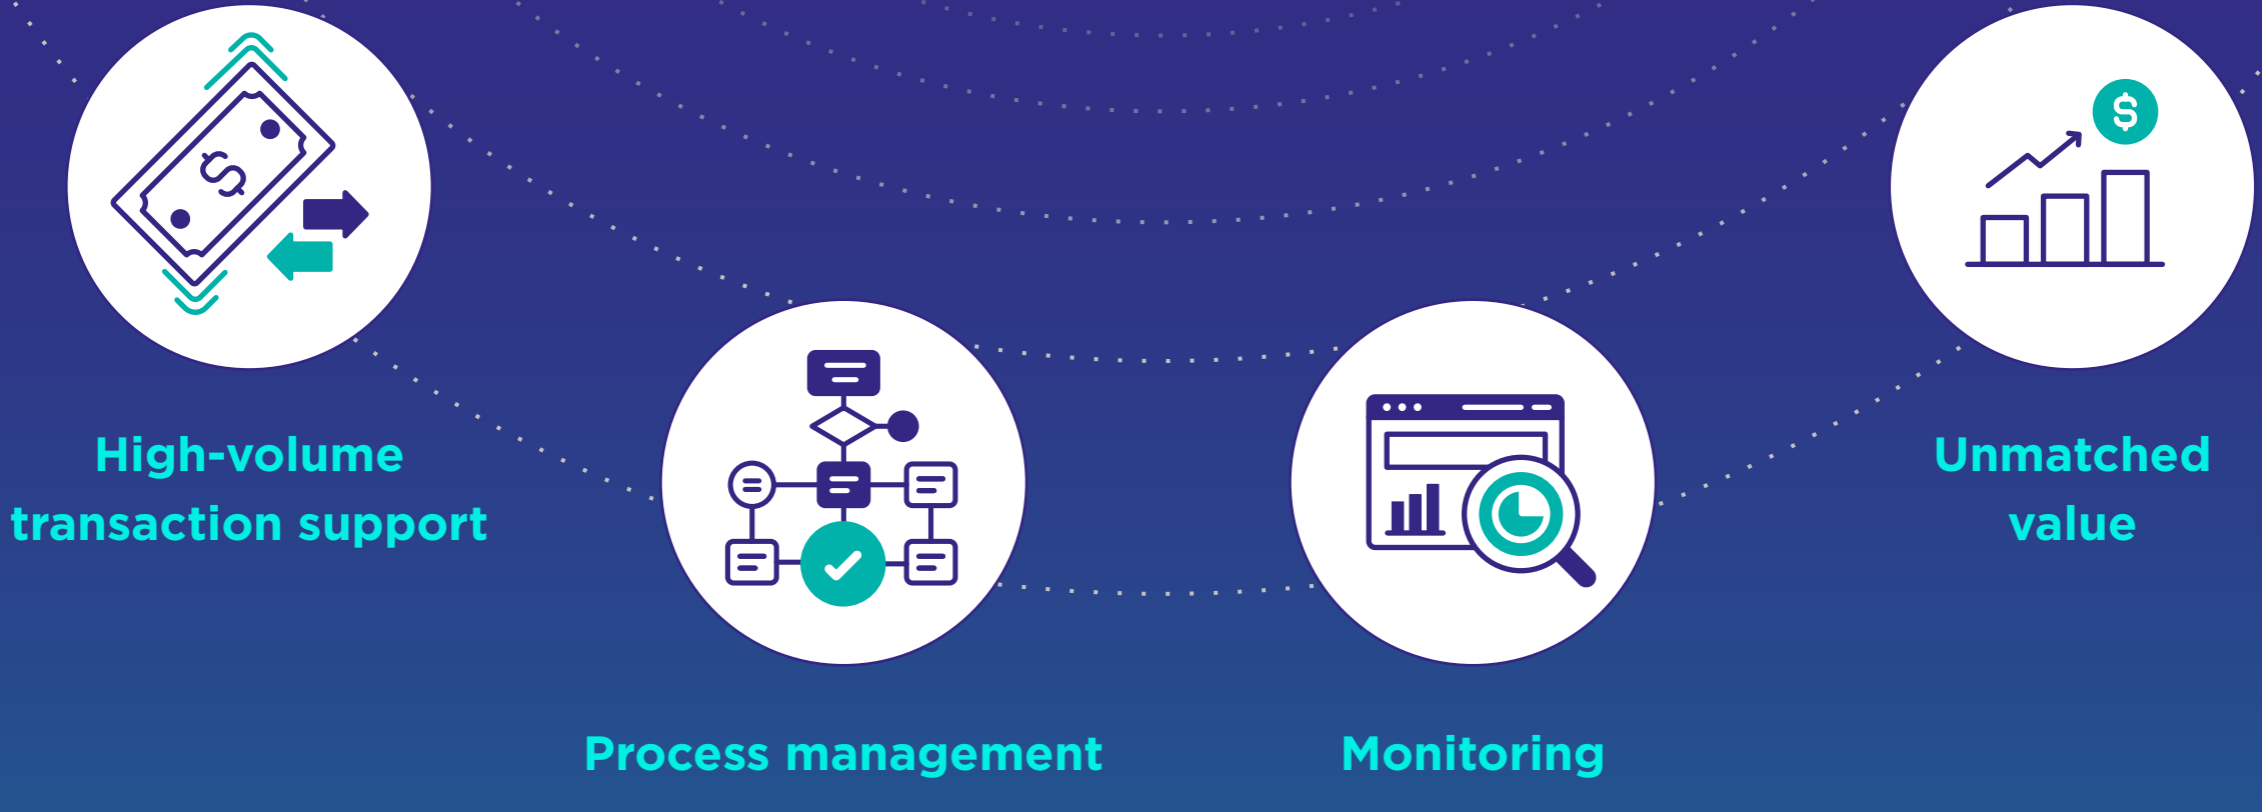 High-volume
transaction support
Process management
Monitoring
Unmatched
value
$
$